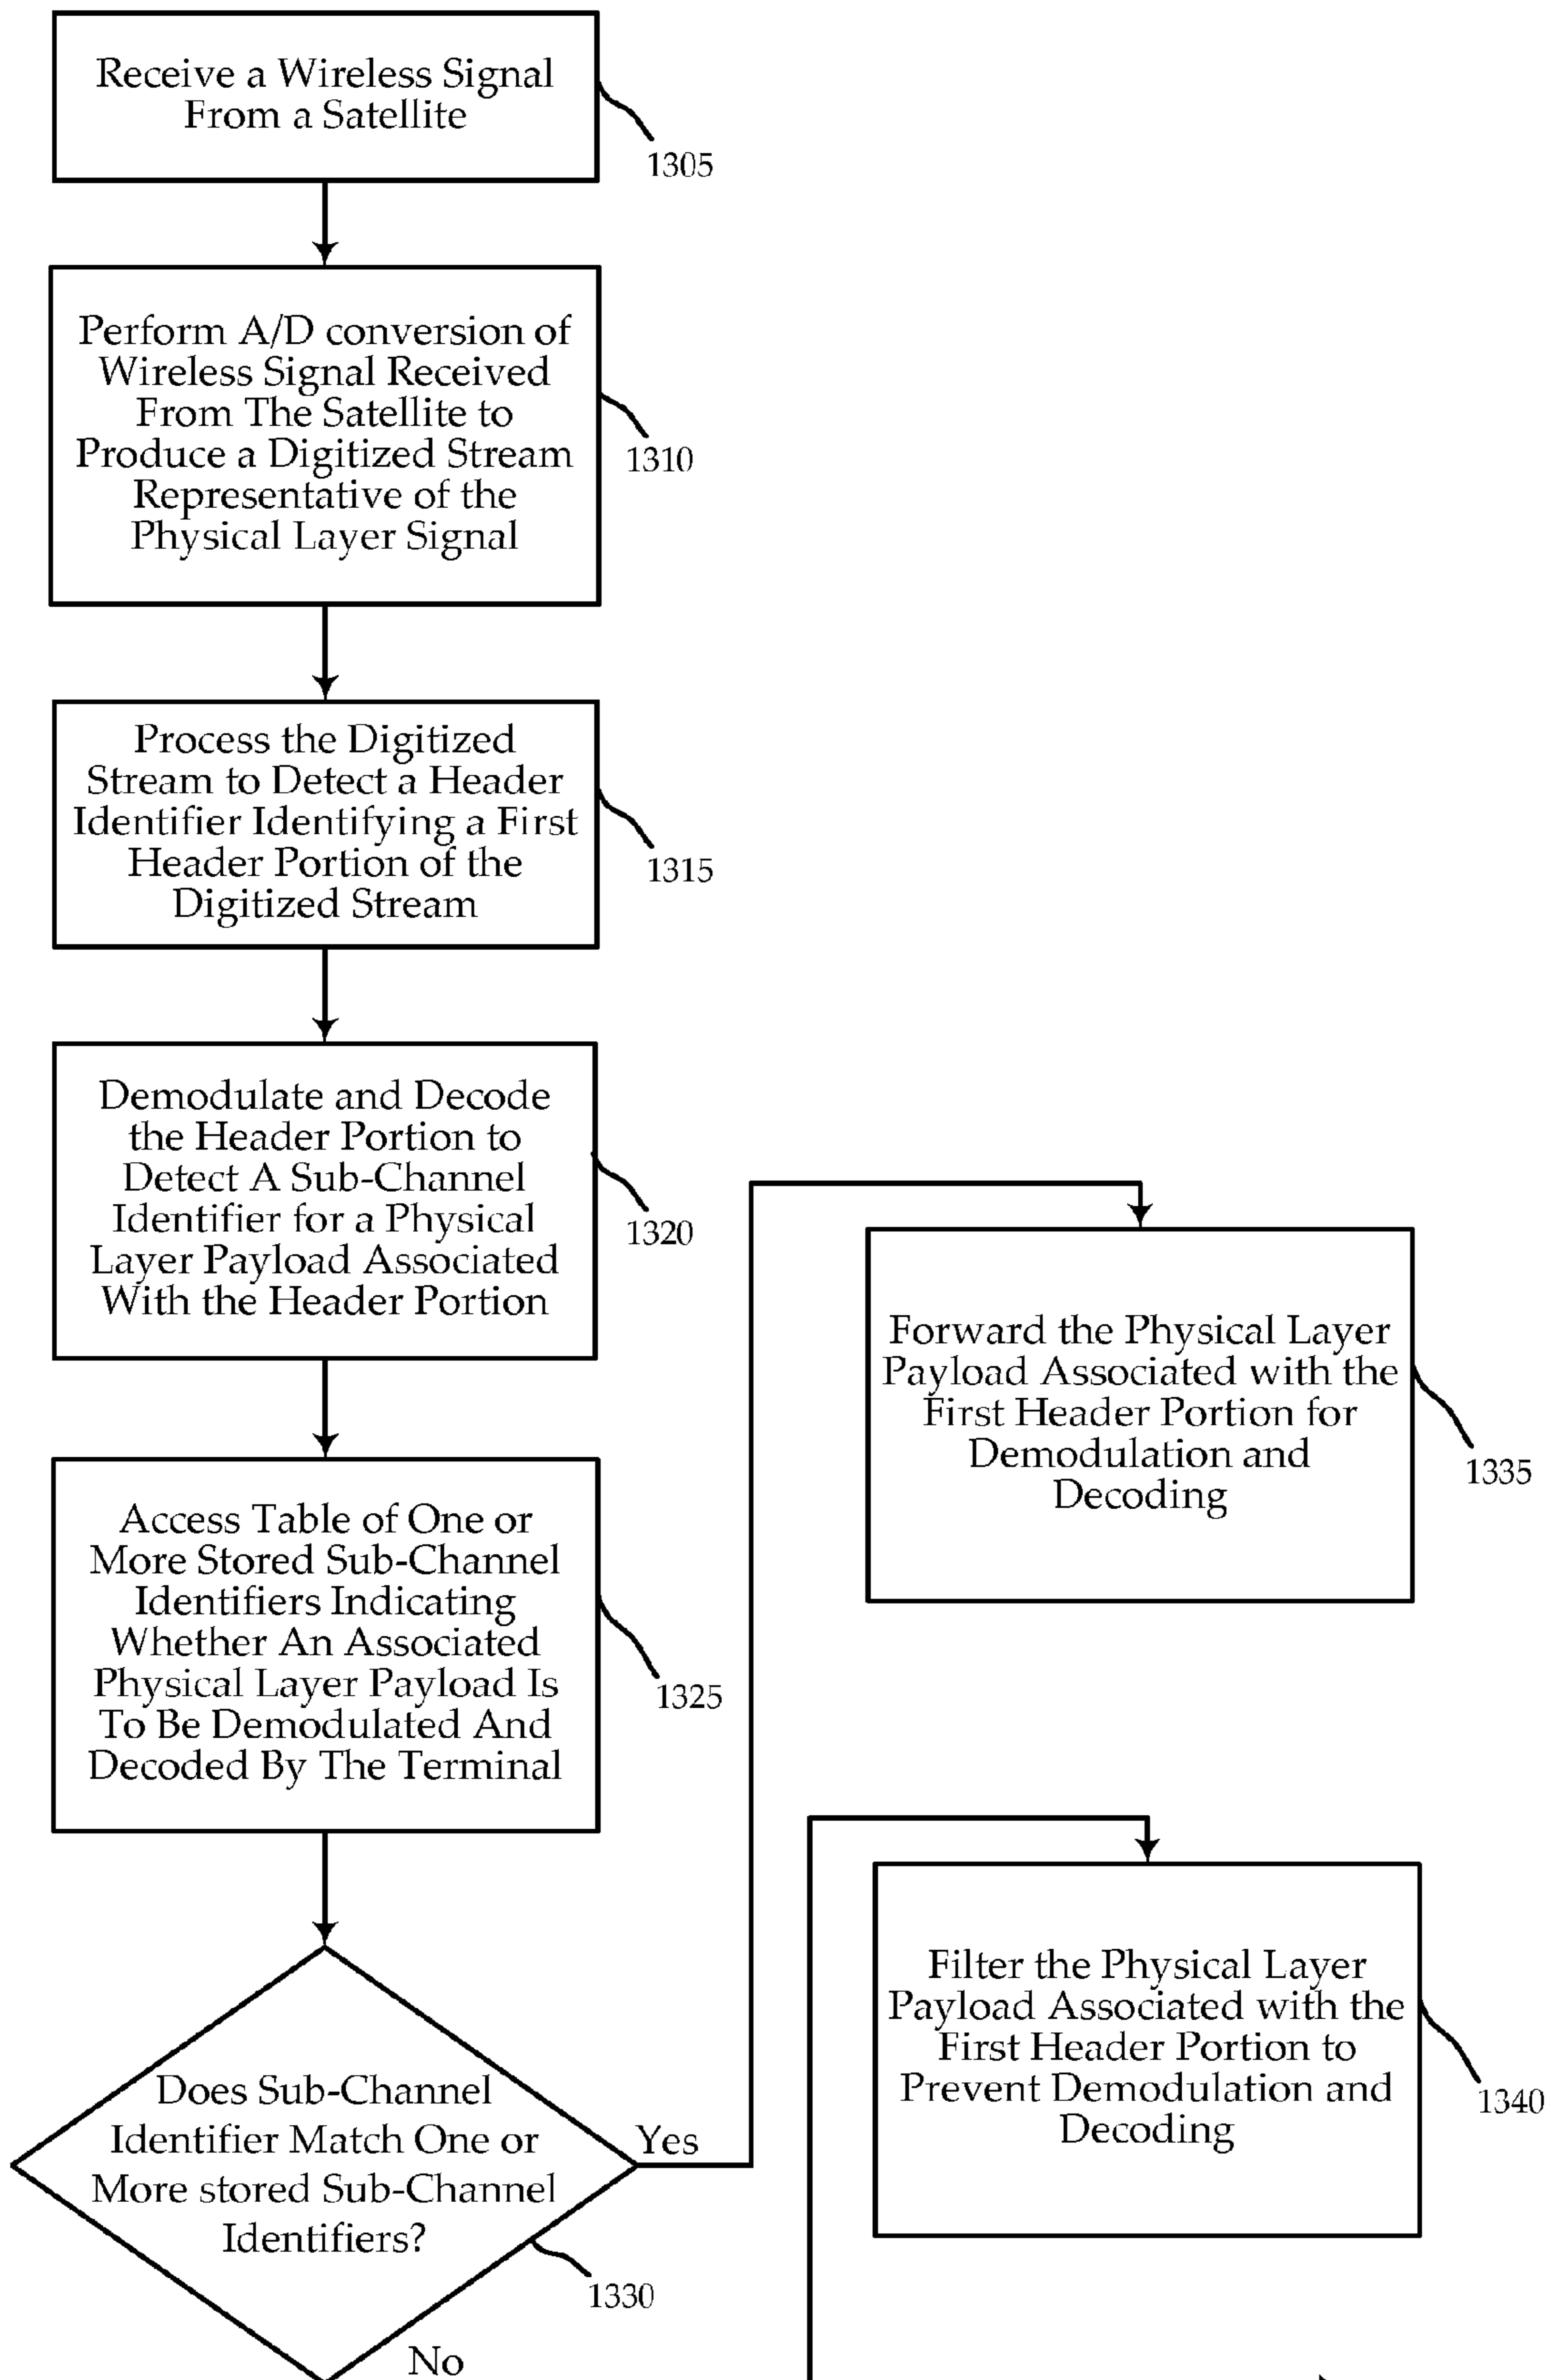 Receive a Wireless Signal
From a Satellite
1305
Perform A/D conversion of
Wireless Signal Received
From The Satellite to
Produce a Digitized Stream
Representative of the
Physical Layer Signal
1310
Process the Digitized
Stream to Detect a Header
Identifier Identifying a First
Header Portion of the
Digitized Stream
1315
Demodulate and Decode
the Header Portion to
Detect A Sub-Channel
Identifier for a Physical
Layer Payload Associated
With the Header Portion
1320
Access Table of One or
More Stored Sub-Channel
Identifiers Indicating
Whether An Associated
Physical Layer Payload Is
To Be Demodulated And
Decoded By The Terminal
1325
Does Sub-Channel
Identifier Match One or
More stored Sub-Channel
Identifiers?
1330
Yes
No
Forward the Physical Layer
Payload Associated with the
First Header Portion for
Demodulation and
Decoding
1335
Filter the Physical Layer
Payload Associated with the
First Header Portion to
Prevent Demodulation and
Decoding
1340